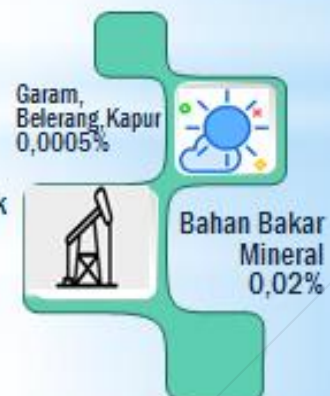 Garam,
Belerang,Kapur
0,0005%
k
Bahan Bakar
Mineral
0,02%